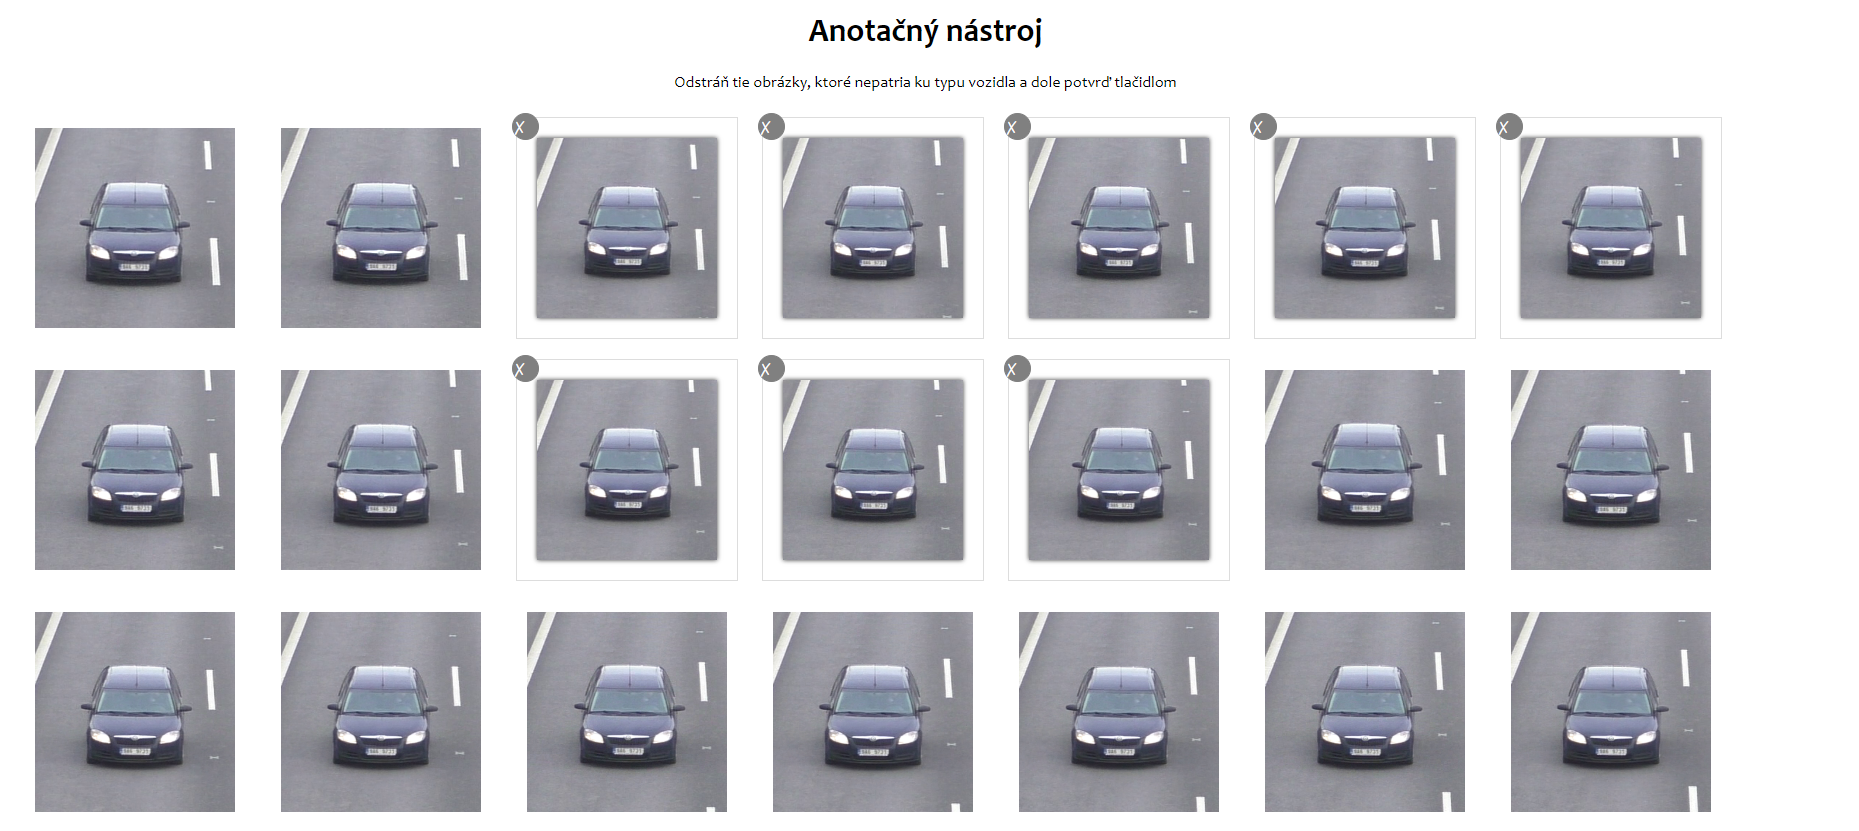 Anotačný nástroj
Odstráň tie obrázky, ktoré nepatria ku typu vozidla a dole potvrď tlačidlom
X X X X X
X X X